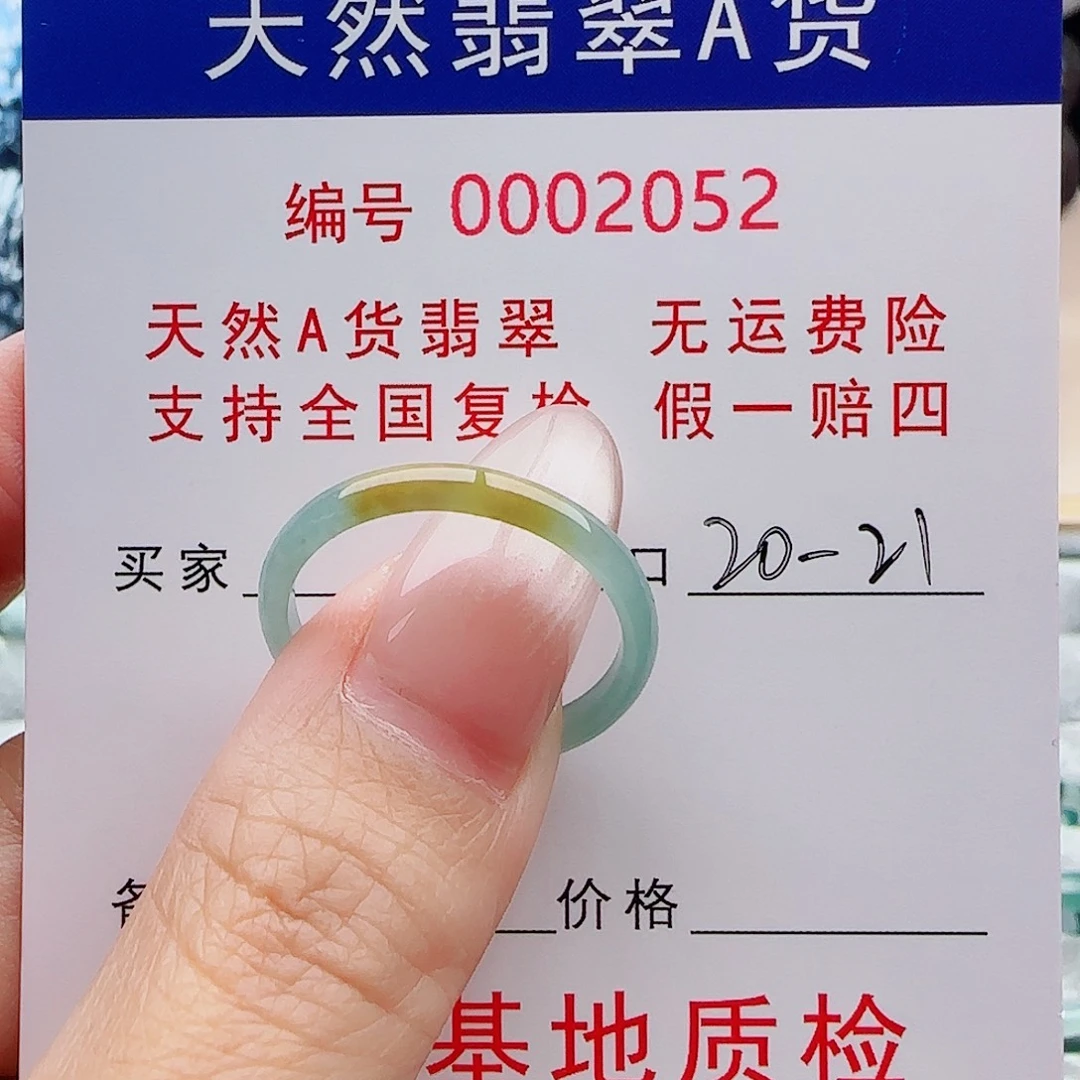 天然翡翠A货
编号 0002052
天然A货翡翠 无运费险
支持全国复检 假一赔四
买家 口 20-21
价格
基地质检